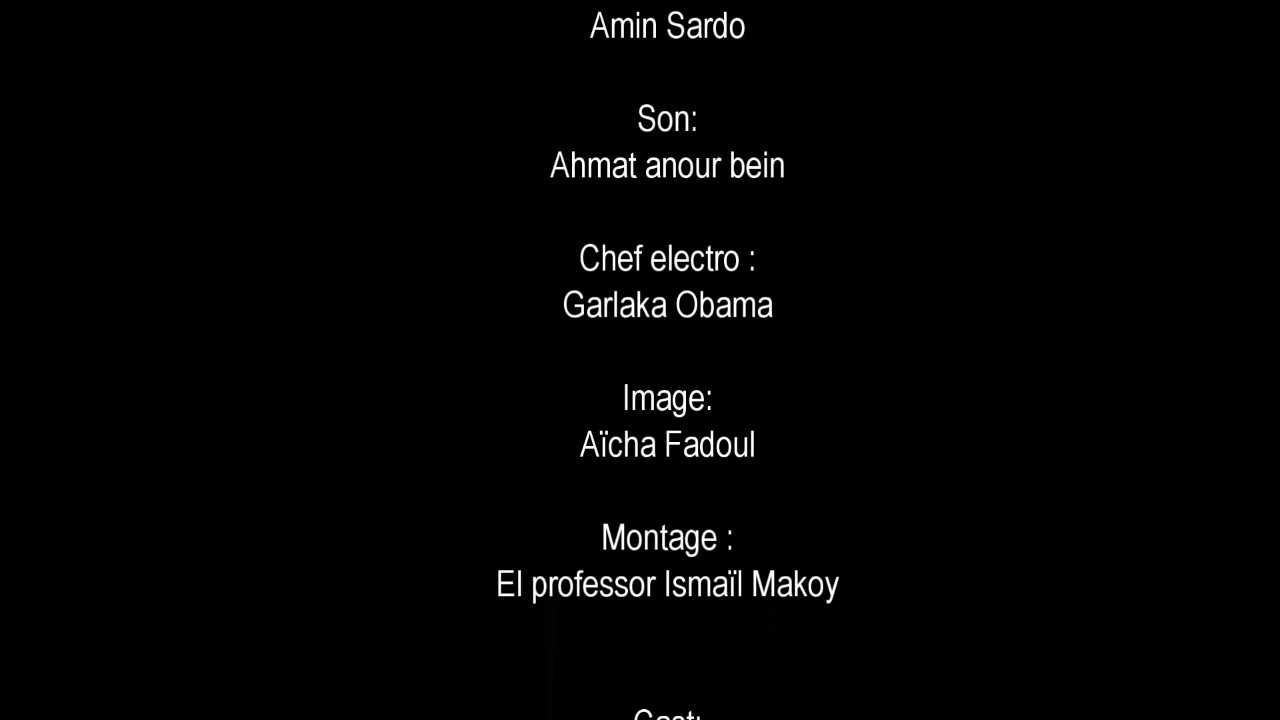 Amin Sardo
Son:
Ahmat anour bein
Chef electro :
Garlaka Obama
Image:
Aïcha Fadoul
Montage :
El professor Ismaïl Makoy